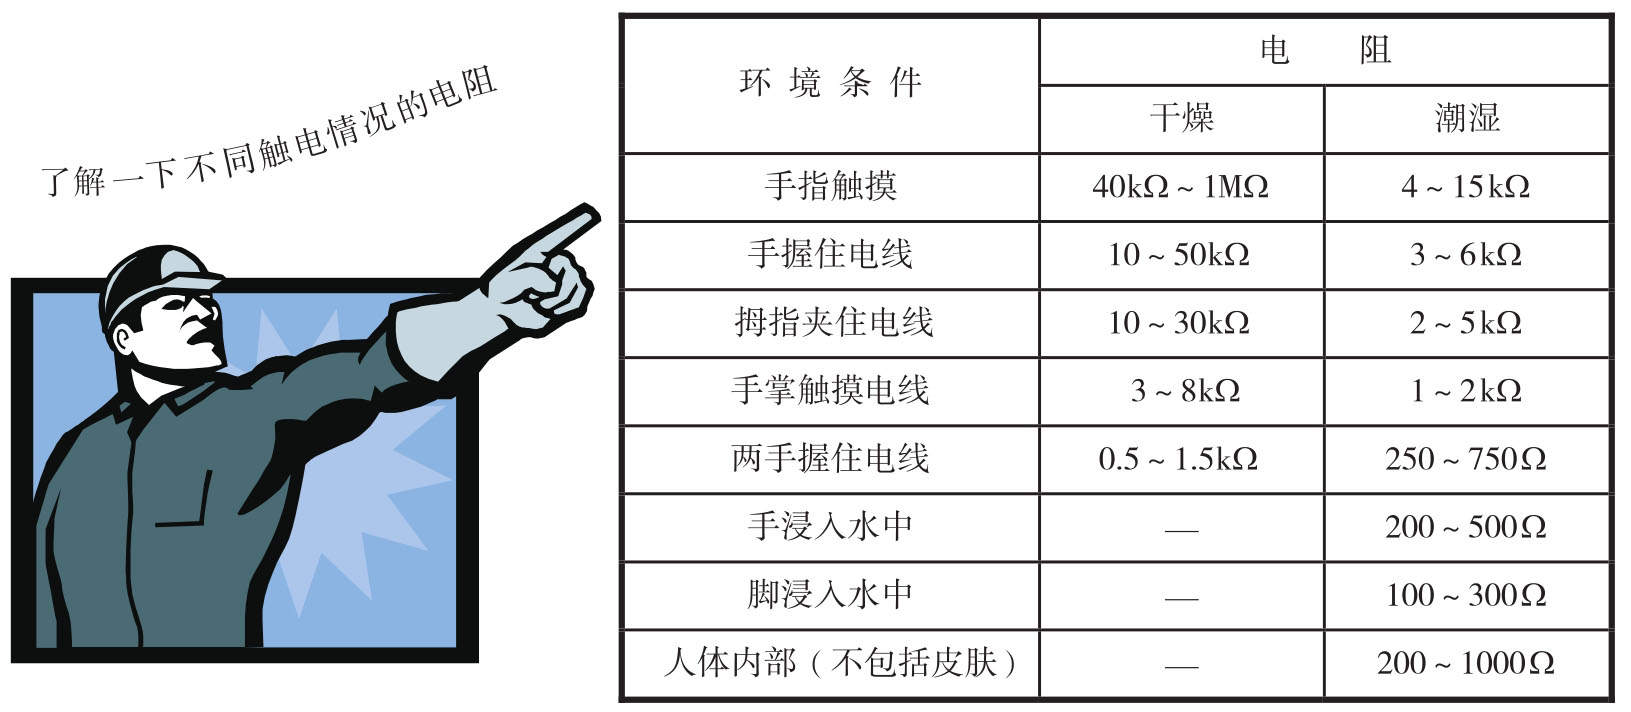 了解一下不同触电情况的电阻
环境条件 电阻
干燥 潮湿
手指触摸 40kΩ~1MΩ 4~15kΩ
手握住电线 10~50kΩ 3~6kΩ
拇指夹住电线 10~30kΩ 2~5kΩ
手掌触摸电线 3~8kΩ 1~2kΩ
两手握住电线 0.5~1.5kΩ 250~750Ω
手浸入水中 — 200~500Ω
脚浸入水中 — 100~300Ω
人体内部(不包括皮肤) — 200~1000Ω